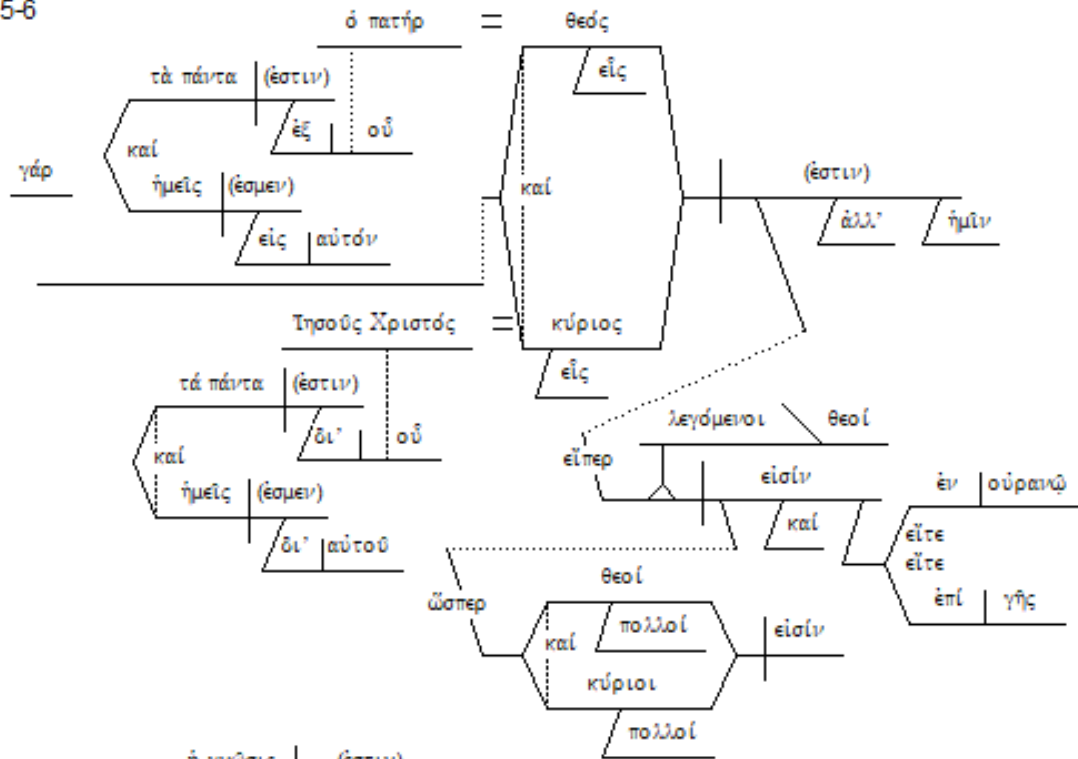 5-6
ὁ πατήρ = θεός
τὰ πάντα (ἐστιν) εἷς
ἐξ οὗ
καί
γάρ
ἡμεῖς (ἐσμεν) καί (ἐστιν)
ἀλλ' ἡμῖν
εἰς αὐτόν
Ἰησοῦς Χριστός = κύριος
τά πάντα (ἐστιν) εἷς
δι' οὗ λεγόμενοι θεοί
καί εἴπερ
εἰσίν ἐν οὐρανῷ
ἡμεῖς (ἐσμεν) καί εἴτε
δι' αὐτοῦ εἴτε
θεοί ἐπί γῆς
ὥσπερ πολλοί εἰσίν
καί
κύριοι
πολλοί